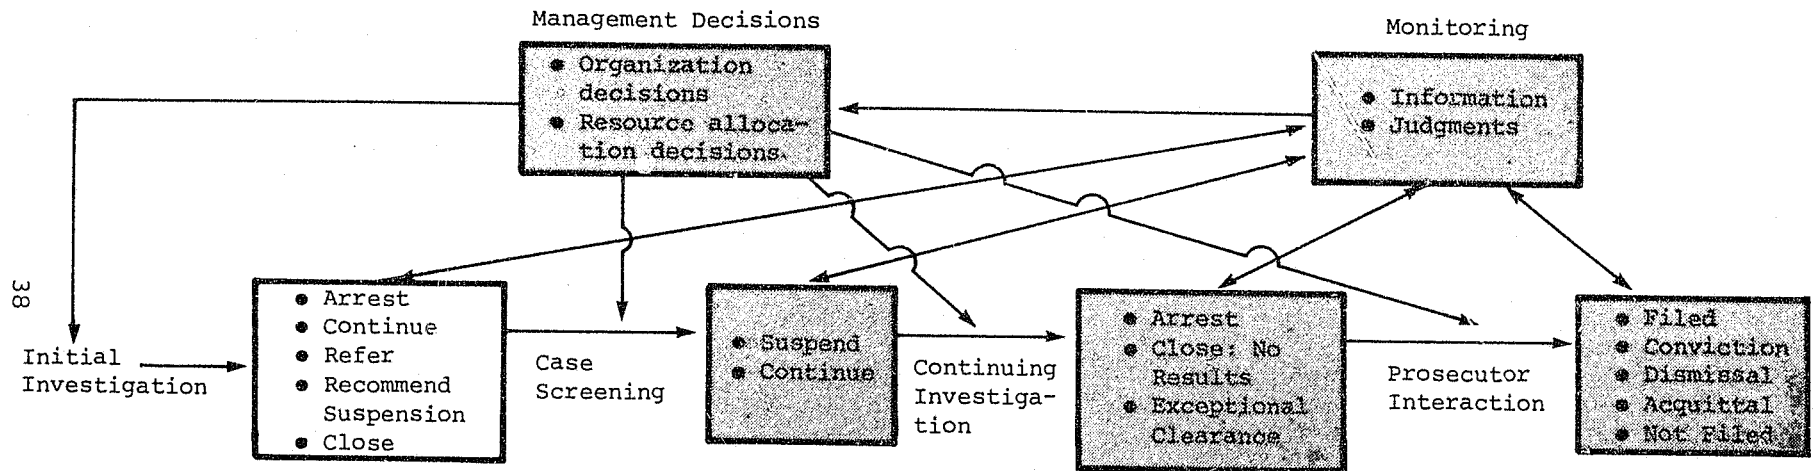 Management Decisions
• Organization
decisions
• Resource alloca-
tion decisions.
Monitoring
• Information
• Judgments
38
Initial
Investigation
• Arrest
• Continue
• Refer
• Recommend
Suspension
• Close
Case
Screening
• Suspend
• Continue
Continuing
Investiga-
tion
• Arrest
• Close: No
Results
• Exceptional
Clearance
Prosecutor
Interaction
• Filed
• Conviction
• Dismissal
• Acquittal
• Not Filed